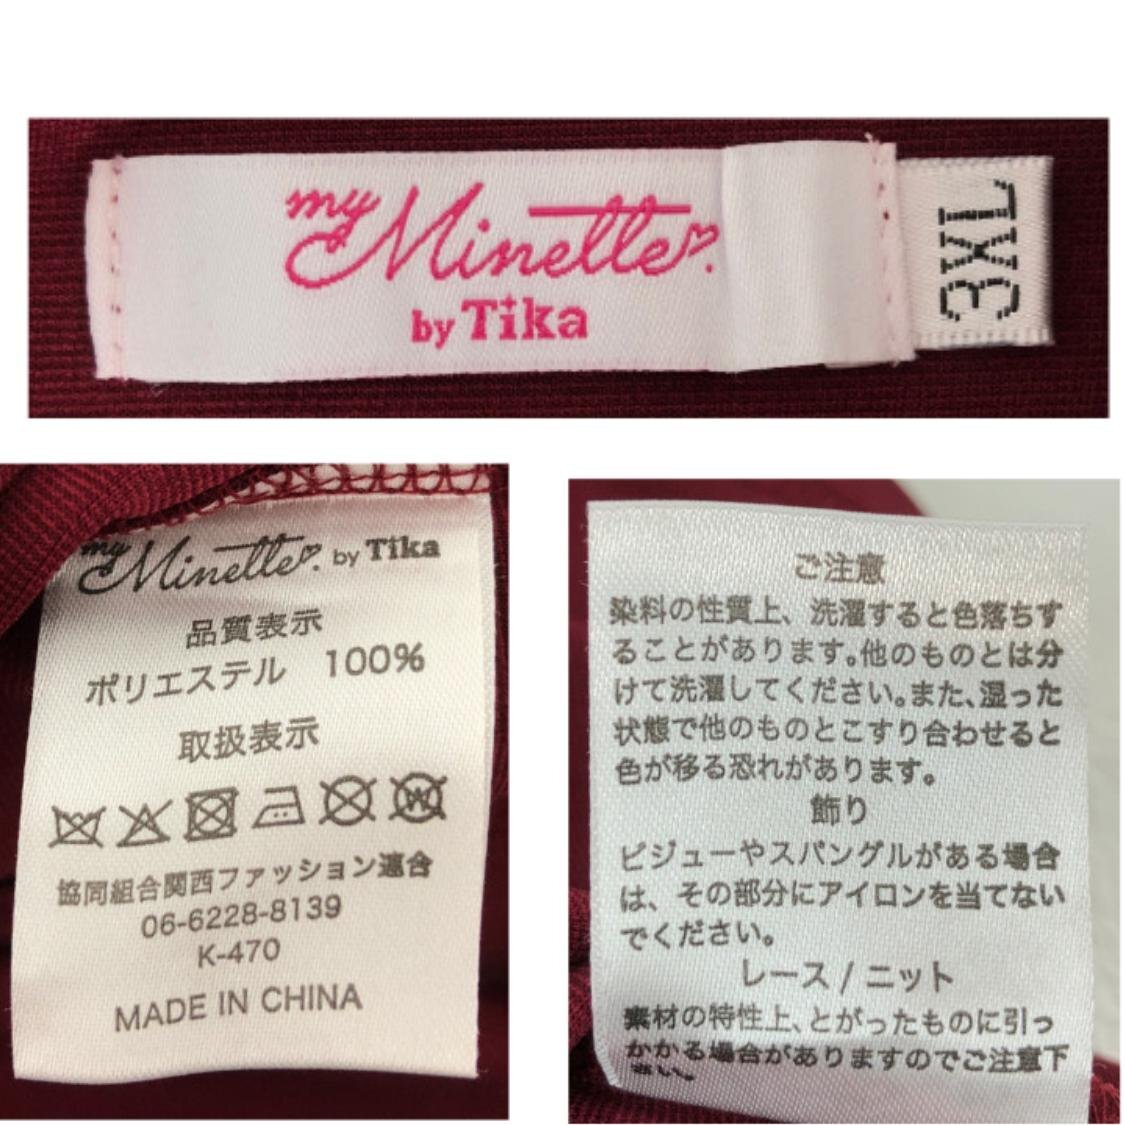 my Minette.
by Tika
3XL
my Minette. by Tika
品質表示
ポリエステル 100%
取扱表示
W
協同組合関西ファッション連合
06-6228-8139
K-470
MADE IN CHINA
ご注意
染料の性質上、洗濯すると色落ちす
ることがあります。他のものとは分
けて洗濯してください。また、湿った
状態で他のものとこすり合わせると
色が移る恐れがあります。
飾り
ビジューやスパングルがある場合
は、その部分にアイロンを当てない
でください。
レース / ニット
素材の特性上、とがったものに引っ
かかる場合がありますのでご注意下
さい。